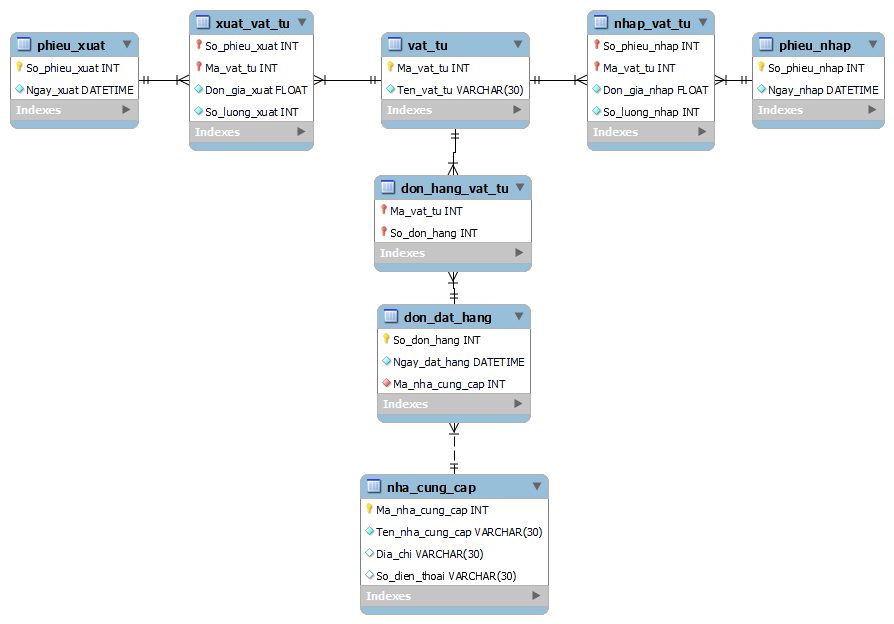 phieu_xuat
So_phieu_xuat INT
Ngay_xuat DATETIME
Indexes
xuat_vat_tu
So_phieu_xuat INT
Ma_vat_tu INT
Don_gia_xuat FLOAT
So_luong_xuat INT
Indexes
vat_tu
Ma_vat_tu INT
Ten_vat_tu VARCHAR(30)
Indexes
nhap_vat_tu
So_phieu_nhap INT
Ma_vat_tu INT
Don_gia_nhap FLOAT
So_luong_nhap INT
Indexes
phieu_nhap
So_phieu_nhap INT
Ngay_nhap DATETIME
Indexes
don_hang_vat_tu
Ma_vat_tu INT
So_don_hang INT
Indexes
don_dat_hang
So_don_hang INT
Ngay_dat_hang DATETIME
Ma_nha_cung_cap INT
Indexes
nha_cung_cap
Ma_nha_cung_cap INT
Ten_nha_cung_cap VARCHAR(30)
Dia_chi VARCHAR(30)
So_dien_thoai VARCHAR(30)
Indexes